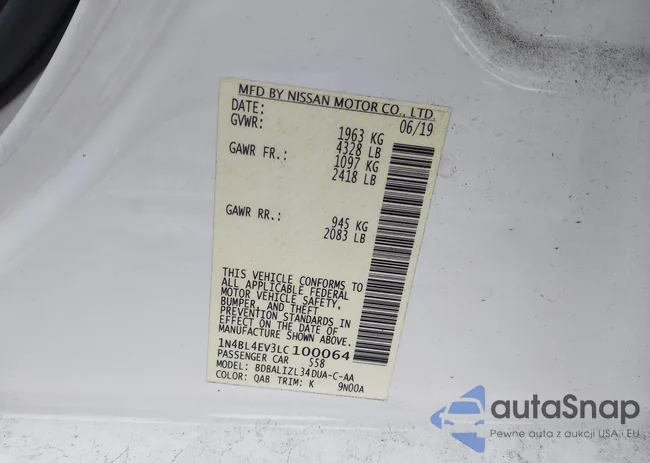 MFD BY NISSAN MOTOR CO., LTD.
DATE: 06/19
GVWR: 1963 KG
4328 LB
GAWR FR.: 1097 KG
2418 LB
GAWR RR.: 945 KG
2083 LB
THIS VEHICLE CONFORMS TO
ALL APPLICABLE FEDERAL
MOTOR VEHICLE SAFETY,
BUMPER, AND THEFT
PREVENTION STANDARDS IN
EFFECT ON THE DATE OF
MANUFACTURE SHOWN ABOVE.
1N4BL4EV3LC100064
PASSENGER CAR 558
MODEL: BDBALIZL34DUA-C-AA
COLOR: QAB TRIM: K 9N00A
autoSnap
Pewne auta z aukcji USA i EU